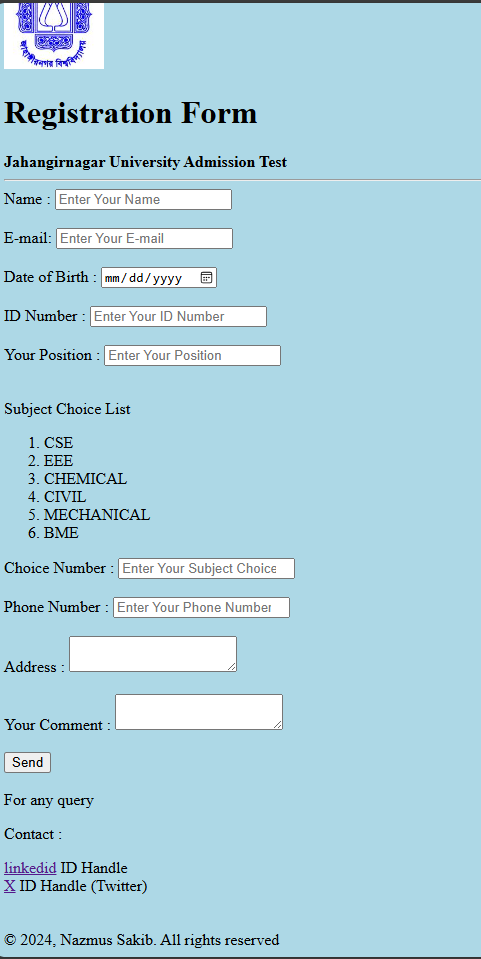 জাহাঙ্গীরনগর বিশ্ববিদ্যালয়
Registration Form
Jahangirnagar University Admission Test
Name : Enter Your Name
E-mail: Enter Your E-mail
Date of Birth : mm/dd/yyyy
ID Number : Enter Your ID Number
Your Position : Enter Your Position
Subject Choice List
1. CSE
2. EEE
3. CHEMICAL
4. CIVIL
5. MECHANICAL
6. BME
Choice Number : Enter Your Subject Choice
Phone Number : Enter Your Phone Number
Address :
Your Comment :
Send
For any query
Contact :
linkedid ID Handle
X ID Handle (Twitter)
© 2024, Nazmus Sakib. All rights reserved